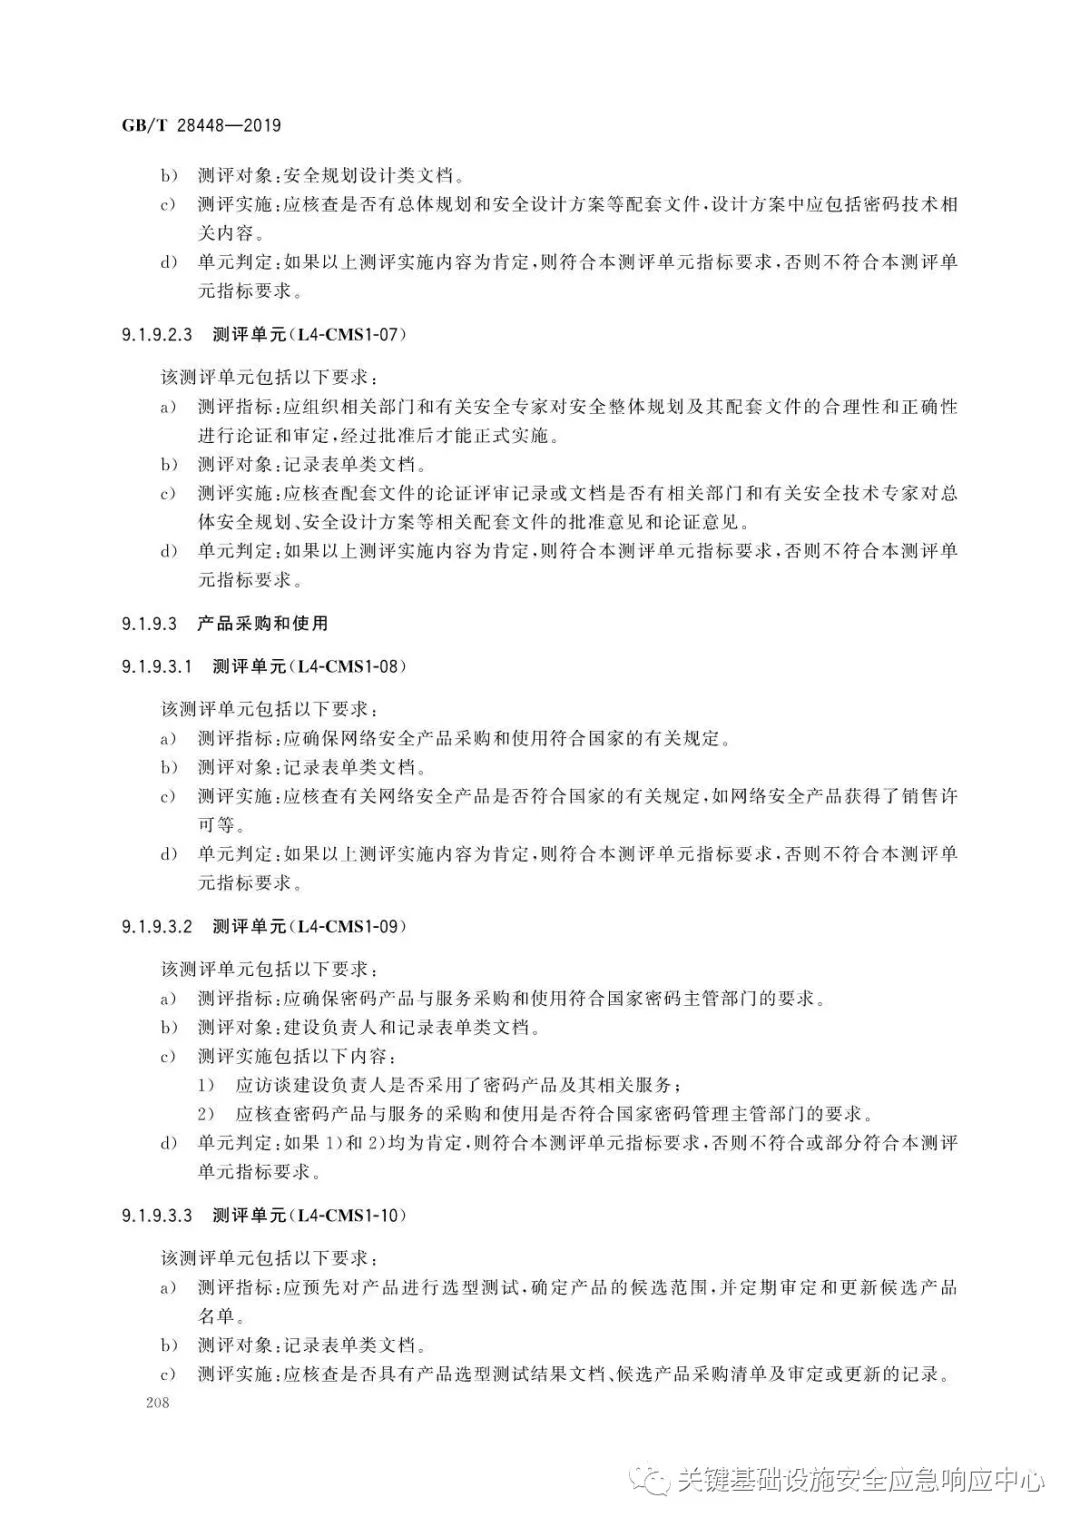 GB/T 28448—2019
b) 测评对象:安全规划设计类文档。
c) 测评实施:应核查是否有总体规划和安全设计方案等配套文件,设计方案中应包括密码技术相
关内容。
d) 单元判定:如果以上测评实施内容为肯定,则符合本测评单元指标要求,否则不符合本测评单
元指标要求。
9.1.9.2.3 测评单元(L4-CMS1-07)
该测评单元包括以下要求:
a) 测评指标:应组织相关部门和有关安全专家对安全整体规划及其配套文件的合理性和正确性
进行论证和审定,经过批准后才能正式实施。
b) 测评对象:记录表单类文档。
c) 测评实施:应核查配套文件的论证评审记录或文档是否有相关部门和有关安全技术专家对总
体安全规划、安全设计方案等相关配套文件的批准意见和论证意见。
d) 单元判定:如果以上测评实施内容为肯定,则符合本测评单元指标要求,否则不符合本测评单
元指标要求。
9.1.9.3 产品采购和使用
9.1.9.3.1 测评单元(L4-CMS1-08)
该测评单元包括以下要求:
a) 测评指标:应确保网络安全产品采购和使用符合国家的有关规定。
b) 测评对象:记录表单类文档。
c) 测评实施:应核查有关网络安全产品是否符合国家的有关规定,如网络安全产品获得了销售许
可等。
d) 单元判定:如果以上测评实施内容为肯定,则符合本测评单元指标要求,否则不符合本测评单
元指标要求。
9.1.9.3.2 测评单元(L4-CMS1-09)
该测评单元包括以下要求:
a) 测评指标:应确保密码产品与服务采购和使用符合国家密码主管部门的要求。
b) 测评对象:建设负责人和记录表单类文档。
c) 测评实施包括以下内容:
1) 应访谈建设负责人是否采用了密码产品及其相关服务;
2) 应核查密码产品与服务的采购和使用是否符合国家密码管理主管部门的要求。
d) 单元判定:如果 1)和 2)均为肯定,则符合本测评单元指标要求,否则不符合或部分符合本测评
单元指标要求。
9.1.9.3.3 测评单元(L4-CMS1-10)
该测评单元包括以下要求:
a) 测评指标:应预先对产品进行选型测试,确定产品的候选范围,并定期审定和更新候选产品
名单。
b) 测评对象:记录表单类文档。
c) 测评实施:应核查是否具有产品选型测试结果文档、候选产品采购清单及审定或更新的记录。
208
关键基础设施安全应急响应中心